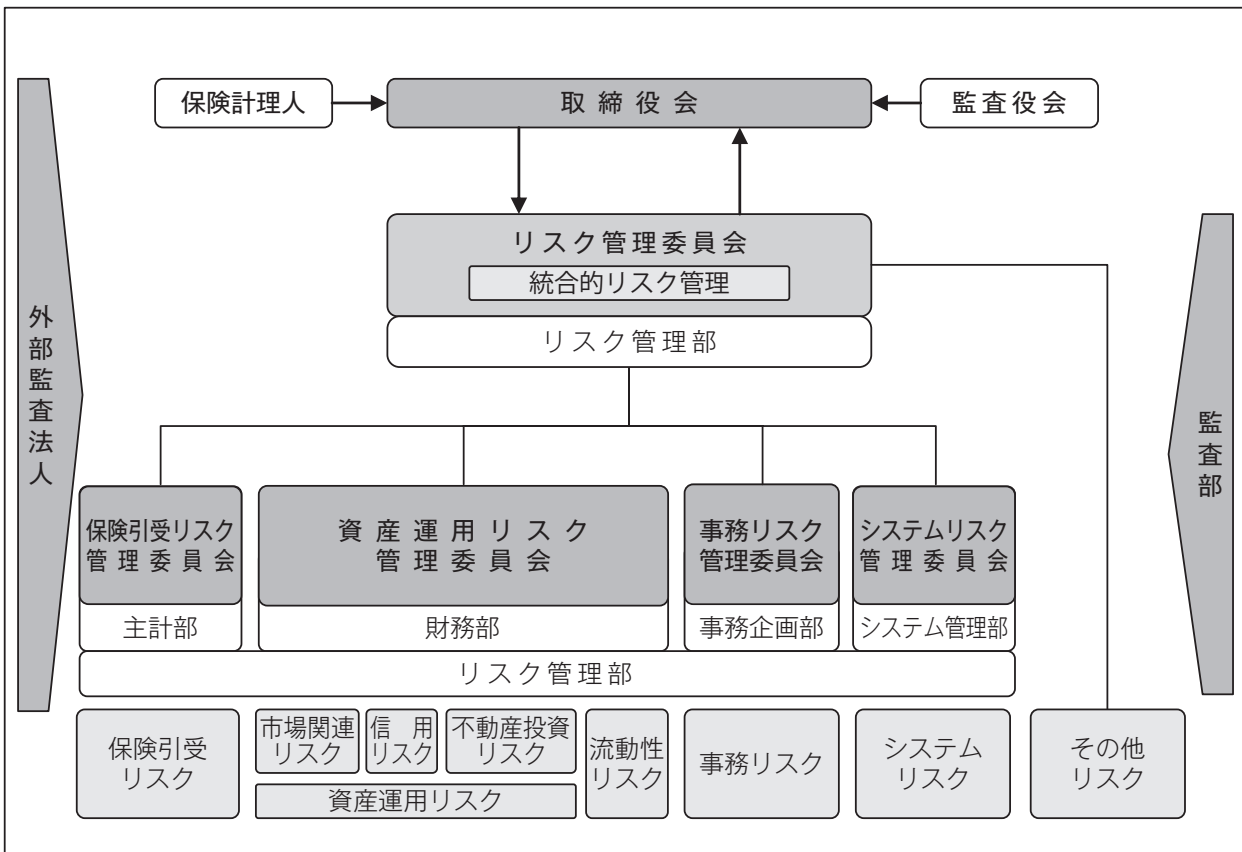 保険計理人
取締役会
監査役会
リスク管理委員会
統合的リスク管理
リスク管理部
外部監査法人
監査部
保険引受リスク
管理委員会
資産運用リスク
管理委員会
事務リスク
管理委員会
システムリスク
管理委員会
主計部
財務部
事務企画部
システム管理部
リスク管理部
保険引受
リスク
市場関連
リスク
信用
リスク
不動産投資
リスク
資産運用リスク
流動性
リスク
事務リスク
システム
リスク
その他
リスク